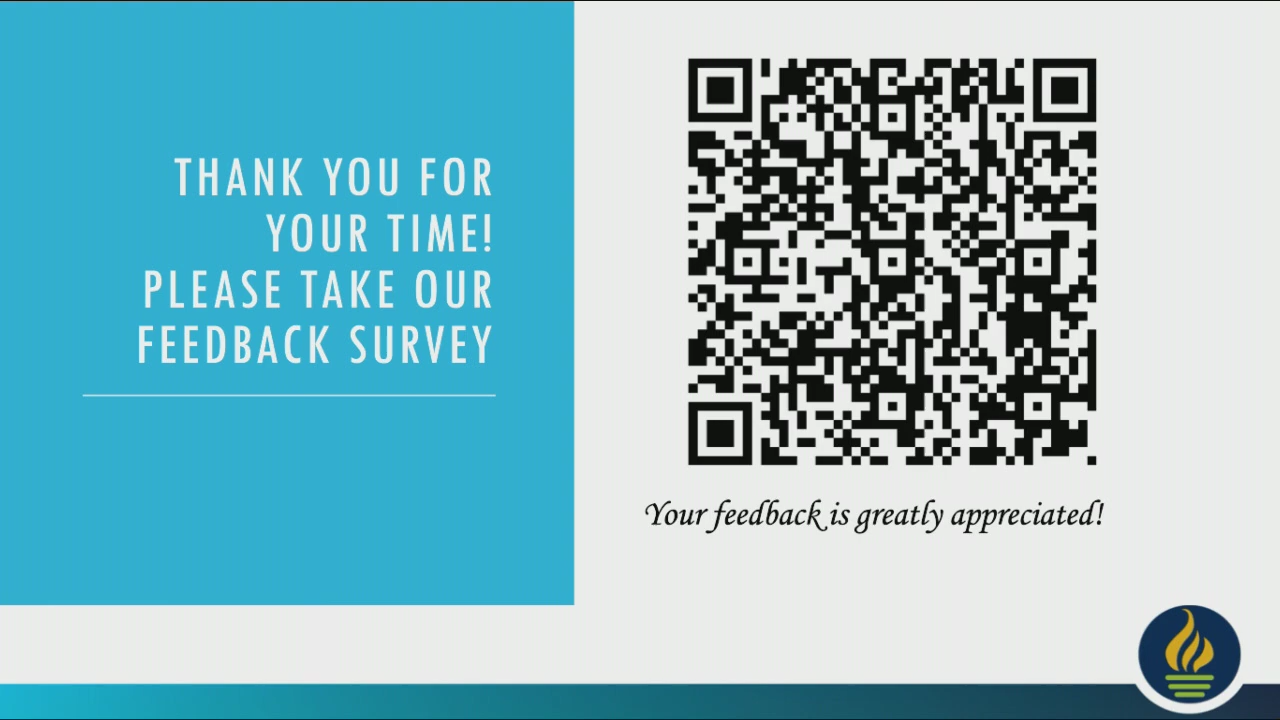 THANK YOU FOR
YOUR TIME!
PLEASE TAKE OUR
FEEDBACK SURVEY
Your feedback is greatly appreciated!